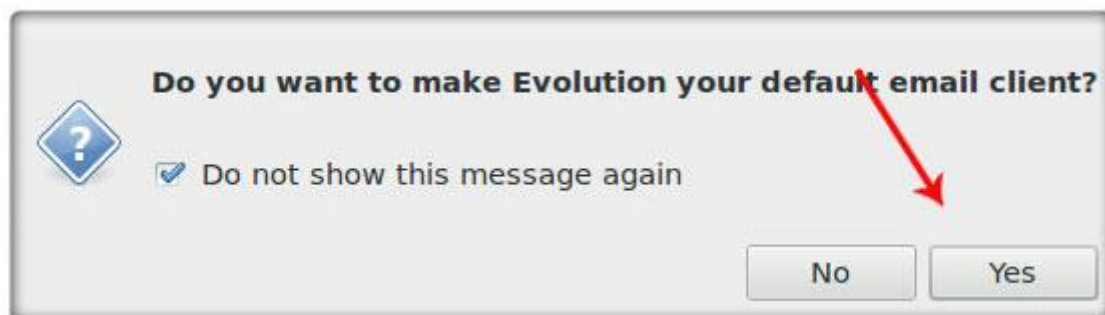 Do you want to make Evolution your default email client?
Do not show this message again
No
Yes